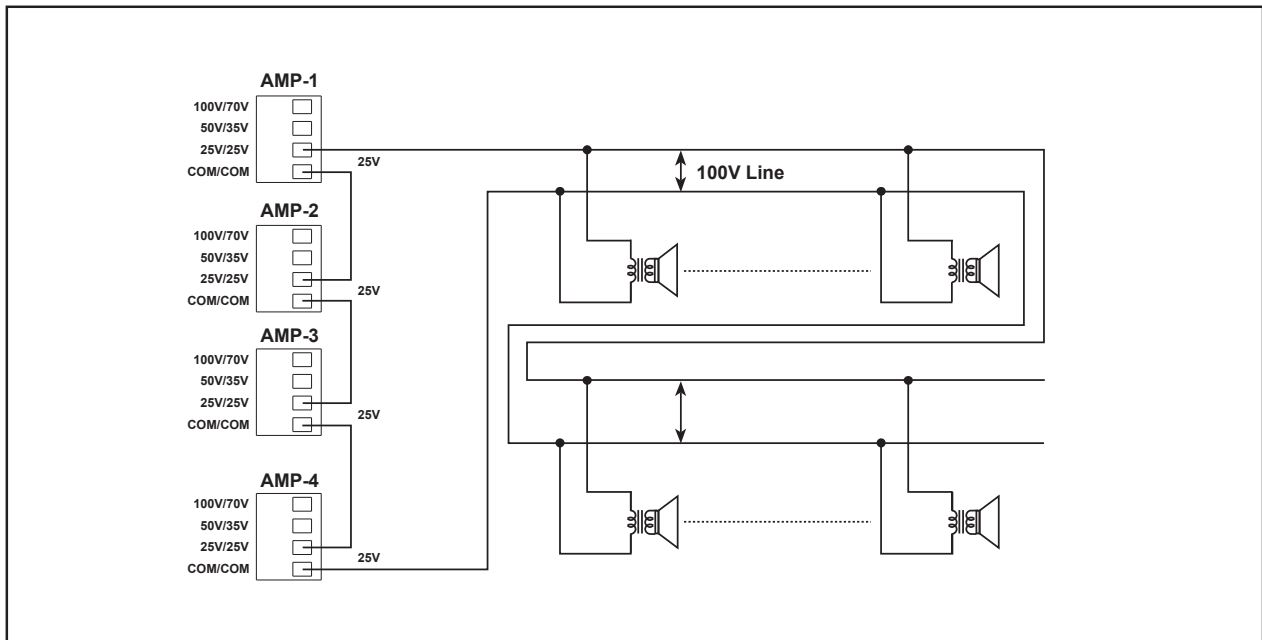 AMP-1
100V/70V
50V/35V
25V/25V
COM/COM
25V
100V Line
AMP-2
100V/70V
50V/35V
25V/25V
COM/COM
25V
AMP-3
100V/70V
50V/35V
25V/25V
COM/COM
25V
AMP-4
100V/70V
50V/35V
25V/25V
COM/COM
25V